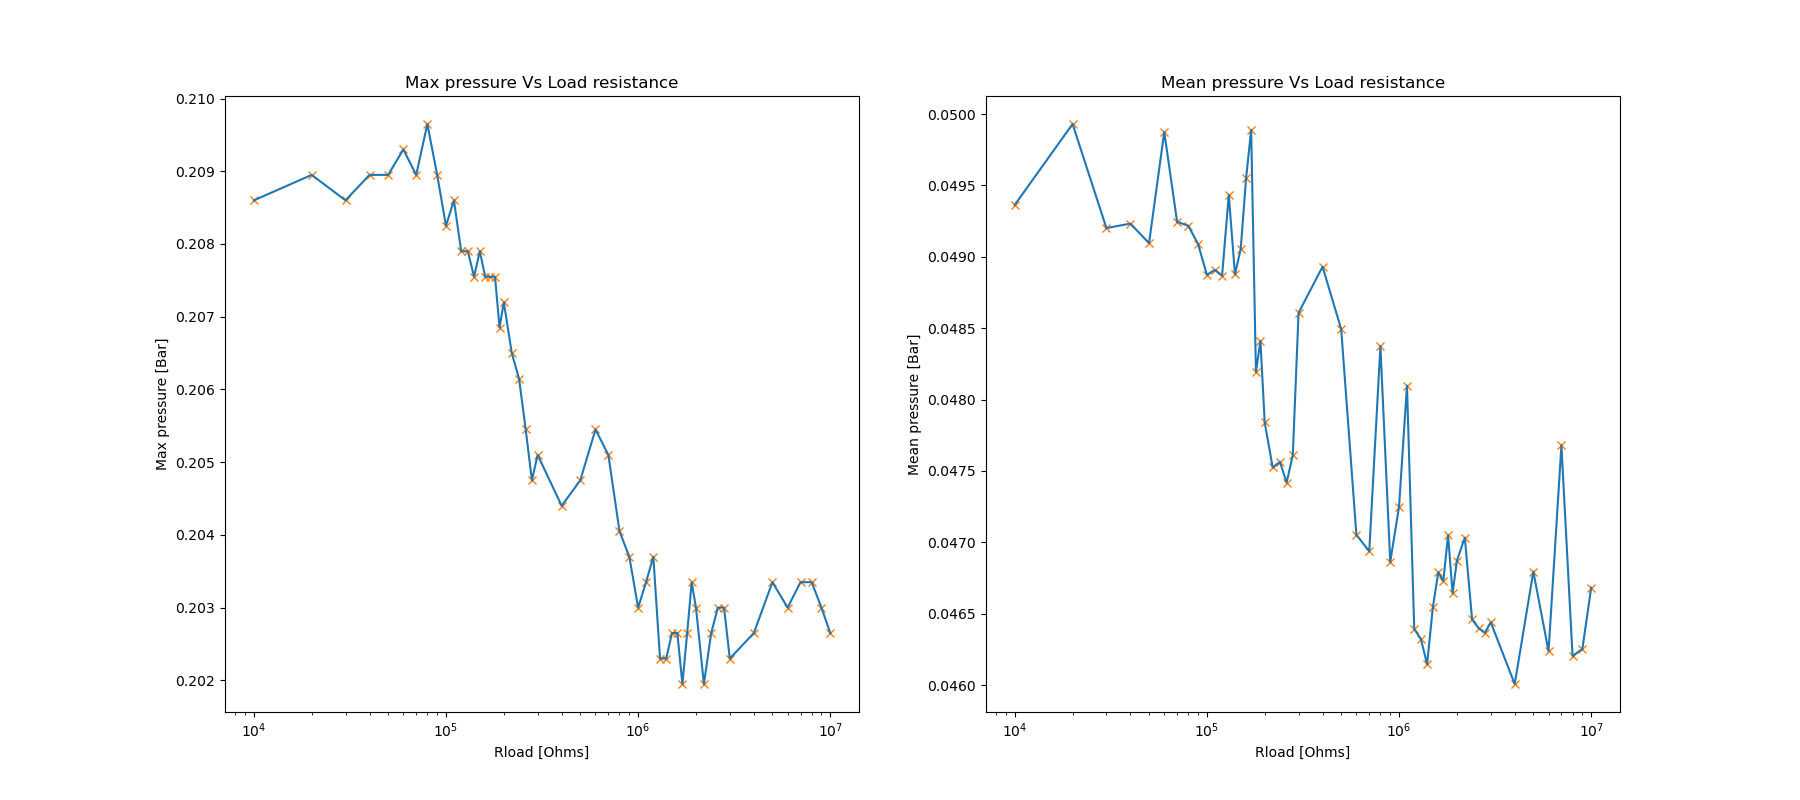 Max pressure Vs Load resistance
Max pressure [Bar]
0.210
0.209
0.208
0.207
0.206
0.205
0.204
0.203
0.202
10⁴ 10⁵ 10⁶ 10⁷
Rload [Ohms]
Mean pressure Vs Load resistance
Mean pressure [Bar]
0.0500
0.0495
0.0490
0.0485
0.0480
0.0475
0.0470
0.0465
0.0460
10⁴ 10⁵ 10⁶ 10⁷
Rload [Ohms]